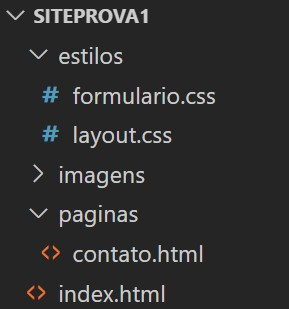 SITEPROVA1
estilos
# formulario.css
# layout.css
imagens
paginas
<> contato.html
<> index.html